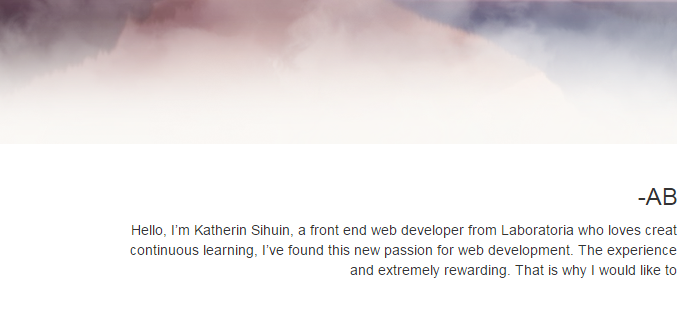 -AB
Hello, I’m Katherin Sihuin, a front end web developer from Laboratoria who loves creat
continuous learning, I’ve found this new passion for web development. The experience
and extremely rewarding. That is why I would like to